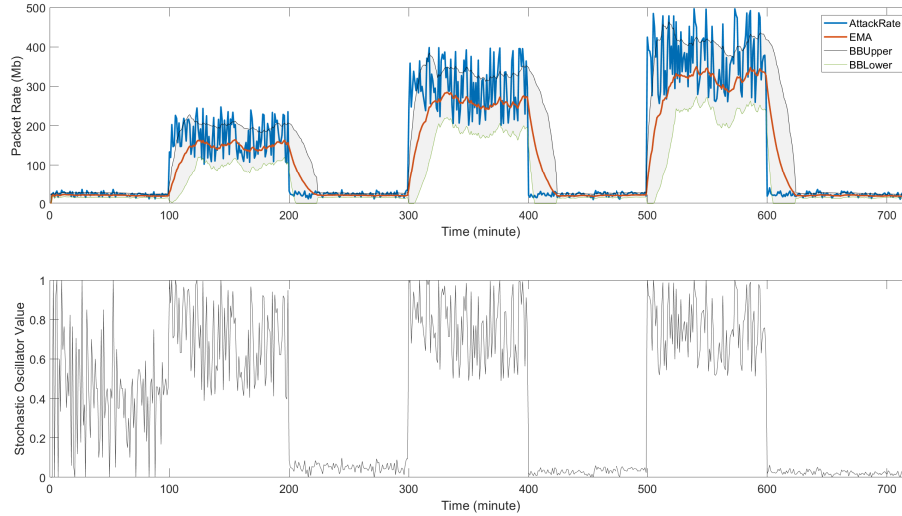 500
400
300
200
100
0
Packet Rate (Mb)
0 100 200 300 400 500 600 700
Time (minute)
AttackRate
EMA
BBUpper
BBLower
1
0.8
0.6
0.4
0.2
0
Stochastic Oscillator Value
0 100 200 300 400 500 600 700
Time (minute)